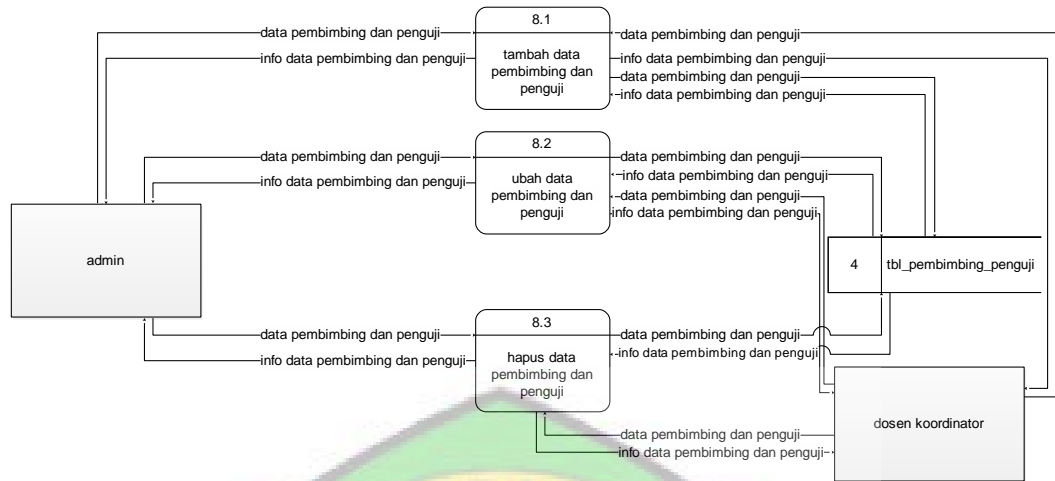 8.1
data pembimbing dan penguji
data pembimbing dan penguji
info data pembimbing dan penguji
tambah data
pembimbing dan
penguji
info data pembimbing dan penguji
data pembimbing dan penguji
info data pembimbing dan penguji
8.2
data pembimbing dan penguji
data pembimbing dan penguji
info data pembimbing dan penguji
ubah data
pembimbing dan
penguji
info data pembimbing dan penguji
data pembimbing dan penguji
info data pembimbing dan penguji
admin
4
tbl_pembimbing_penguji
8.3
data pembimbing dan penguji
data pembimbing dan penguji
info data pembimbing dan penguji
hapus data
pembimbing dan
penguji
info data pembimbing dan penguji
dosen koordinator
data pembimbing dan penguji
info data pembimbing dan penguji